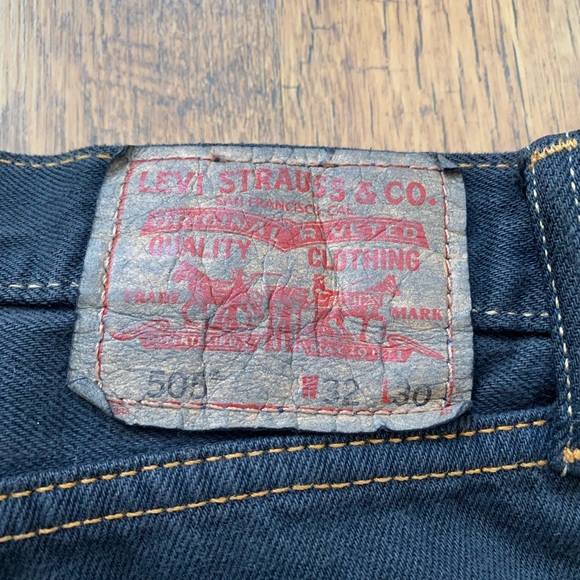 LEVI STRAUSS & CO.
SAN FRANCISCO, CAL.
ORIGINAL RIVETED
QUALITY CLOTHING
TRADE MARK
505 W 32 L 30